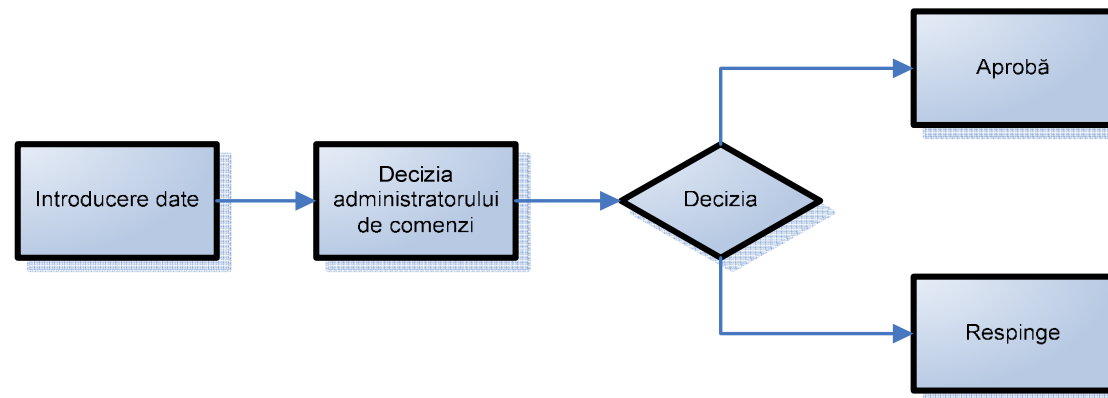 Introducere date
Decizia
administratorului
de comenzi
Decizia
Aprobă
Respinge